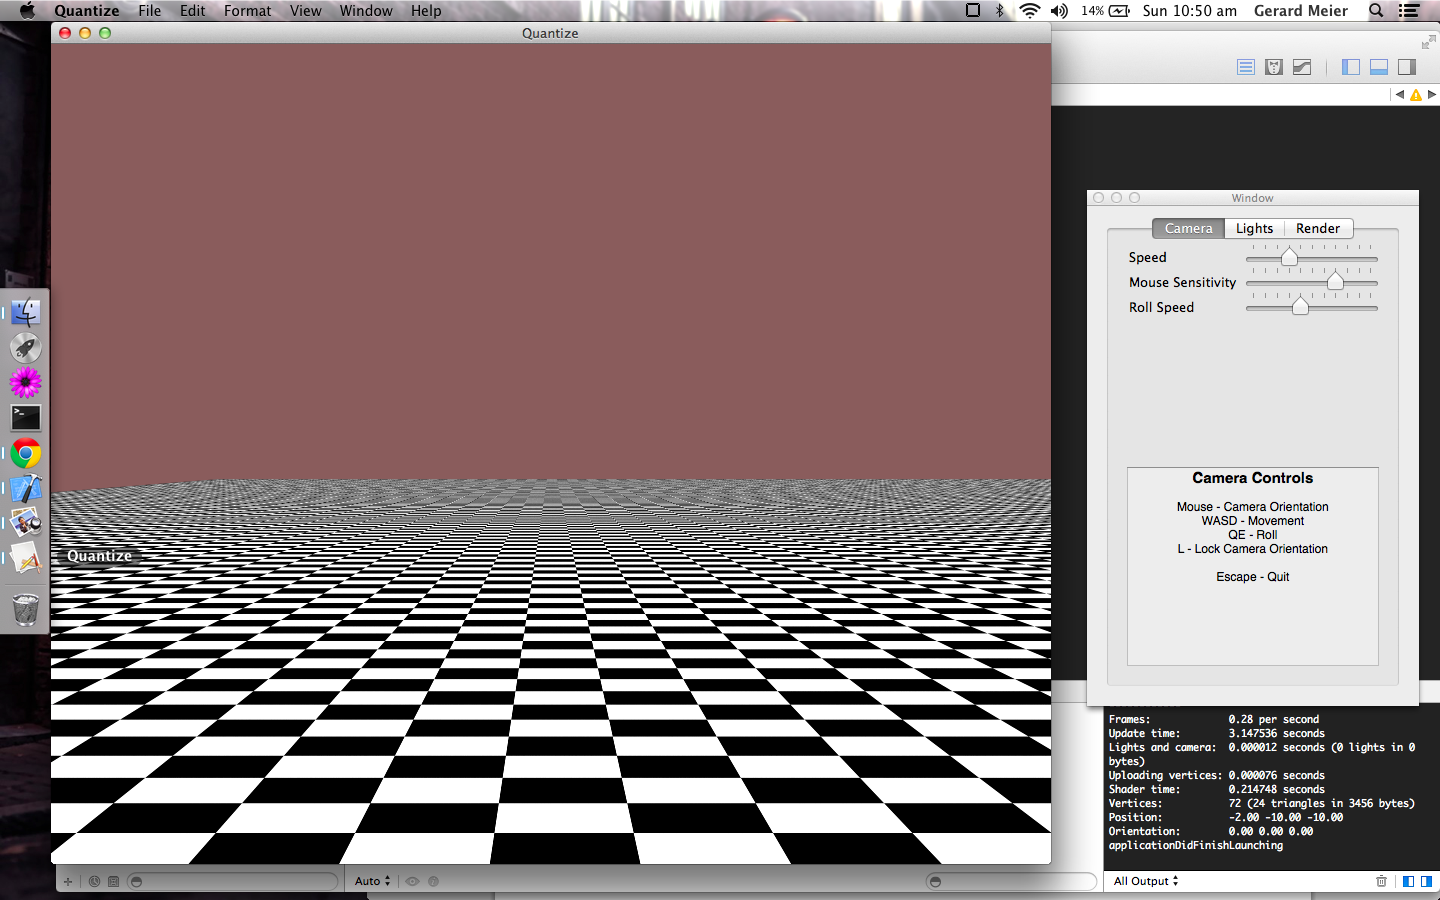 Quantize File Edit Format View Window Help
14% Sun 10:50 am Gerard Meier
Quantize
Window
Camera Lights Render
Speed
Mouse Sensitivity
Roll Speed
Camera Controls
Mouse - Camera Orientation
WASD - Movement
QE - Roll
L - Lock Camera Orientation
Escape - Quit
Quantize
Frames: 0.28 per second
Update time: 3.147536 seconds
Lights and camera: 0.000012 seconds (0 lights in 0
bytes)
Uploading vertices: 0.000076 seconds
Shader time: 0.214748 seconds
Vertices: 72 (24 triangles in 3456 bytes)
Position: -2.00 -10.00 -10.00
Orientation: 0.00 0.00 0.00
applicationDidFinishLaunching
Auto
All Output